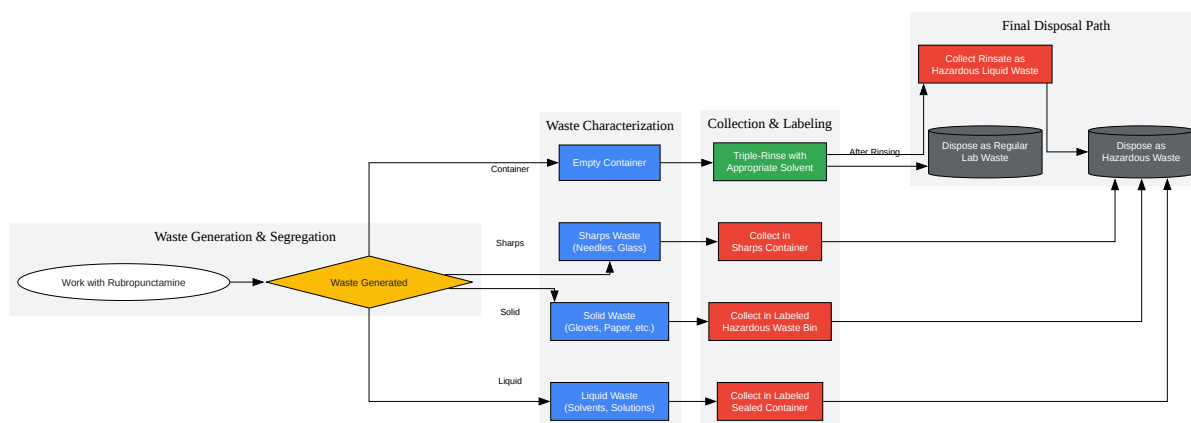 Final Disposal Path
Collect Rinsate as
Hazardous Liquid Waste
Waste Characterization
Collection & Labeling
Empty Container
Triple-Rinse with
Appropriate Solvent
After Rinsing
Dispose as Regular
Lab Waste
Dispose as
Hazardous Waste
Container
Waste Generation & Segregation
Sharps
Sharps Waste
(Needles, Glass)
Collect in
Sharps Container
Work with Rubropunctamine
Waste Generated
Solid
Solid Waste
(Gloves, Paper, etc.)
Collect in Labeled
Hazardous Waste Bin
Liquid
Liquid Waste
(Solvents, Solutions)
Collect in Labeled
Sealed Container